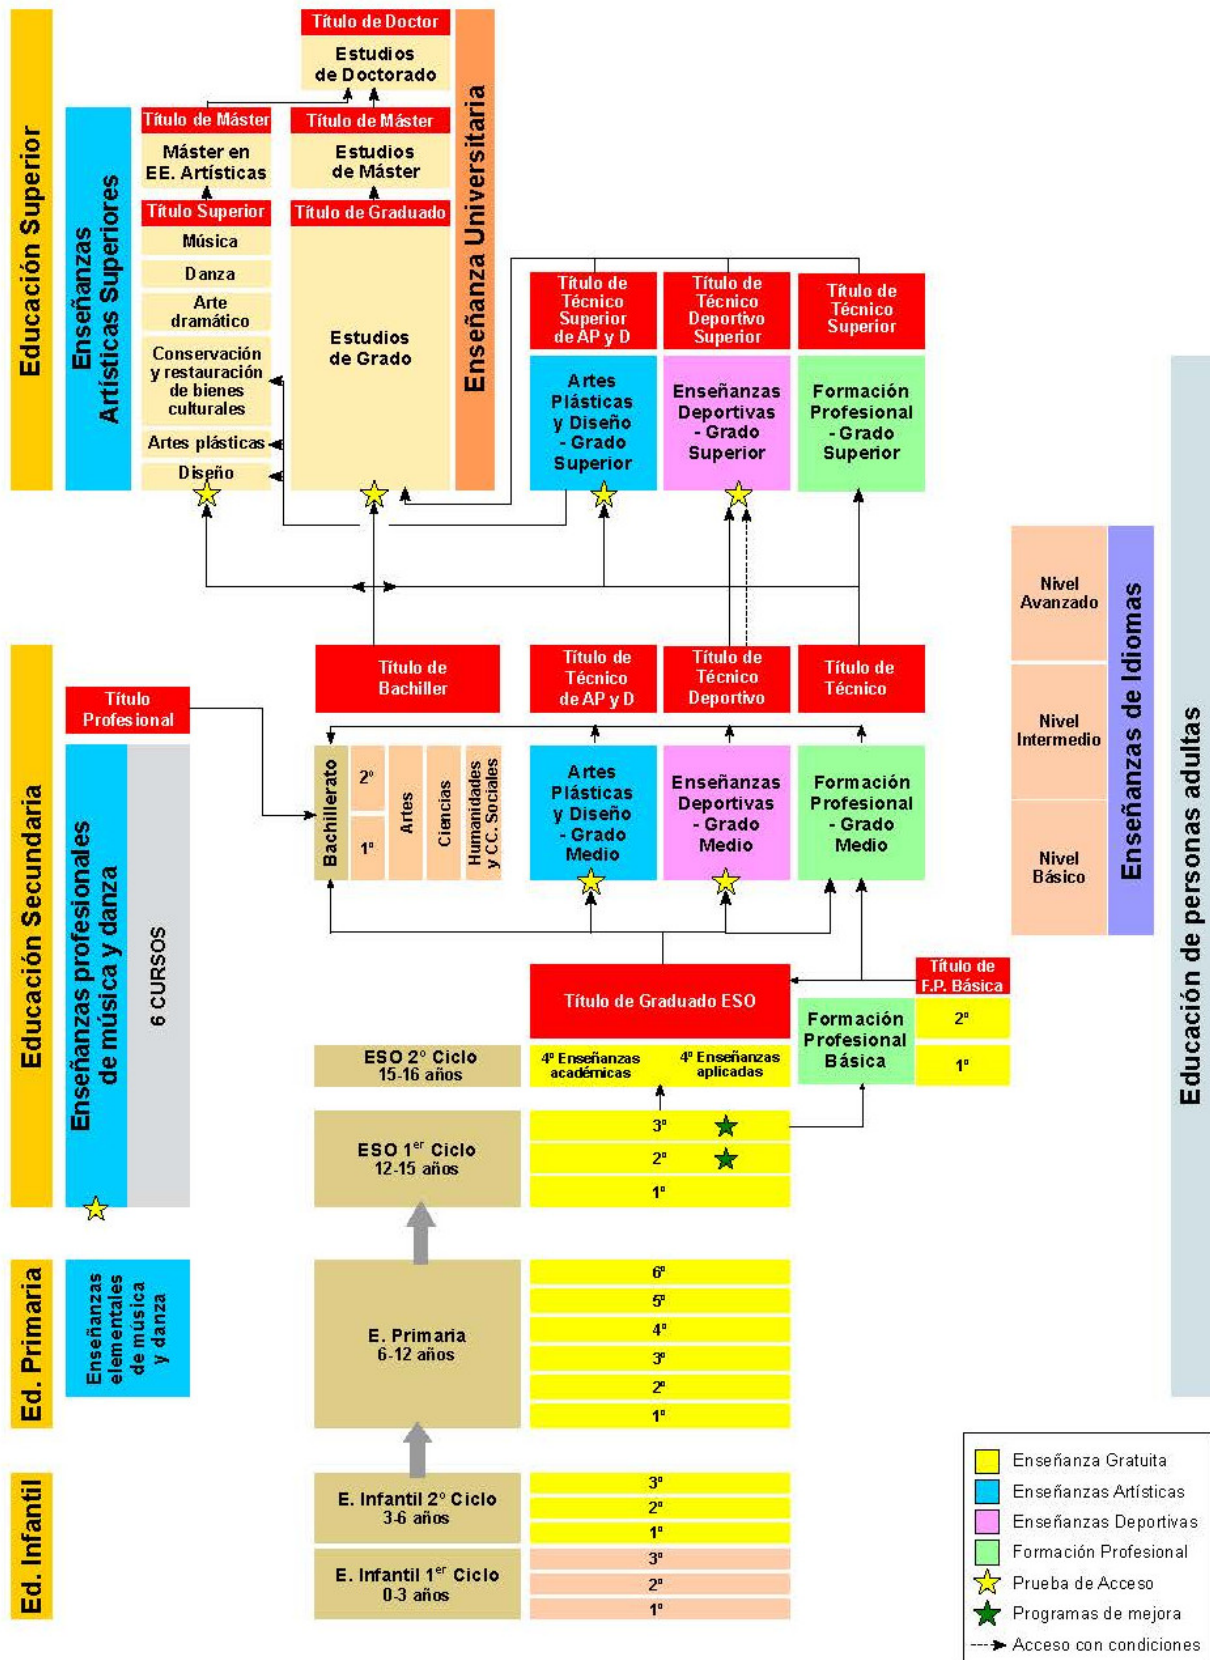 Educación Superior
Enseñanzas
Artísticas Superiores
Título de Doctor
Estudios
de Doctorado
Título de Máster
Máster en
EE. Artísticas
Título Superior
Música
Danza
Arte
dramático
Conservación
y restauración
de bienes
culturales
Artes plásticas
Diseño
Título de Máster
Estudios
de Máster
Título de Graduado
Estudios
de Grado
Enseñanza Universitaria
Título de
Técnico
Superior
de AP y D
Artes
Plásticas
y Diseño
- Grado
Superior
Título de
Técnico
Deportivo
Superior
Enseñanzas
Deportivas
- Grado
Superior
Título de
Técnico
Superior
Formación
Profesional
- Grado
Superior
Educación Secundaria
Título
Profesional
Enseñanzas profesionales
de música y danza
6 CURSOS
Título de
Bachiller
Bachillerato
2º
1º
Artes
Ciencias
Humanidades
y CC. Sociales
Título de
Técnico
de AP y D
Artes
Plásticas
y Diseño
- Grado
Medio
Título de
Técnico
Deportivo
Enseñanzas
Deportivas
- Grado
Medio
Título de
Técnico
Formación
Profesional
- Grado
Medio
Nivel
Avanzado
Nivel
Intermedio
Nivel
Básico
Enseñanzas de Idiomas
Educación de personas adultas
Título de Graduado ESO
Título de
F.P. Básica
Formación
Profesional
Básica
2º
1º
ESO 2º Ciclo
15-16 años
4º Enseñanzas
académicas
4º Enseñanzas
aplicadas
ESO 1er Ciclo
12-15 años
3º
2º
1º
Ed. Primaria
Enseñanzas
elementales
de música
y danza
E. Primaria
6-12 años
6º
5º
4º
3º
2º
1º
Ed. Infantil
E. Infantil 2º Ciclo
3-6 años
3º
2º
1º
E. Infantil 1er Ciclo
0-3 años
3º
2º
1º
Enseñanza Gratuita
Enseñanzas Artísticas
Enseñanzas Deportivas
Formación Profesional
Prueba de Acceso
Programas de mejora
Acceso con condiciones